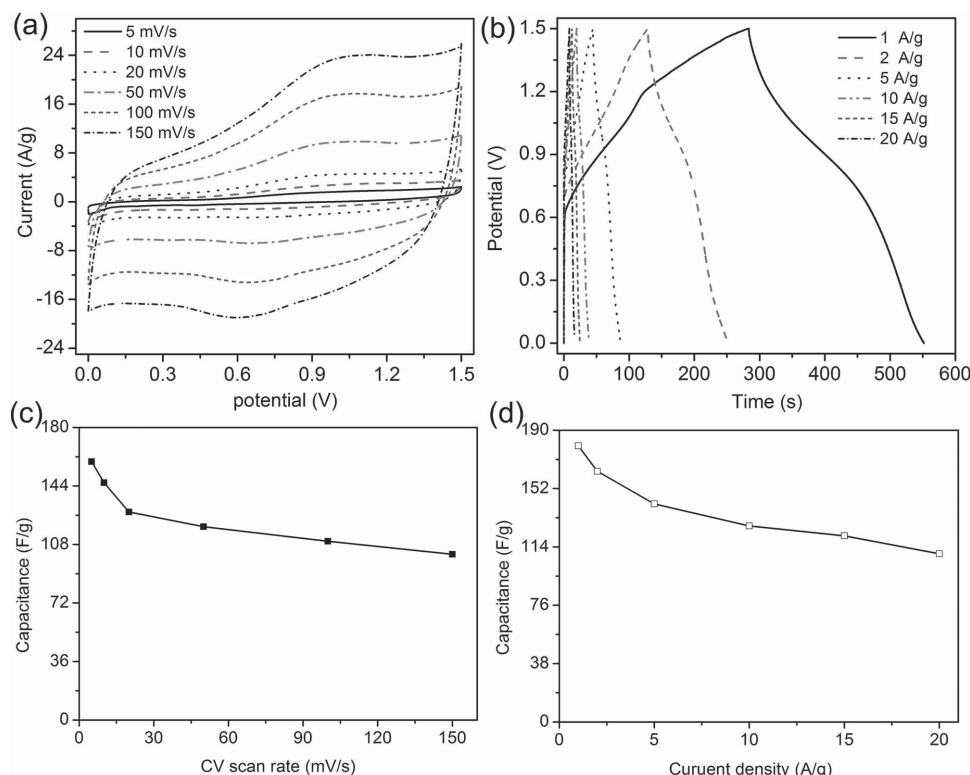 (a)
5 mV/s
10 mV/s
20 mV/s
50 mV/s
100 mV/s
150 mV/s
24
16
8
0
-8
-16
-24
Current (A/g)
0.0 0.3 0.6 0.9 1.2 1.5
potential (V)
(b)
1 A/g
2 A/g
5 A/g
10 A/g
15 A/g
20 A/g
1.5
1.2
0.9
0.6
0.3
0.0
Potential (V)
0 100 200 300 400 500 600
Time (s)
(c)
180
144
108
72
36
0
Capacitance (F/g)
0 30 60 90 120 150
CV scan rate (mV/s)
(d)
190
152
114
76
38
0
Capacitance (F/g)
0 5 10 15 20
Curuent density (A/g)